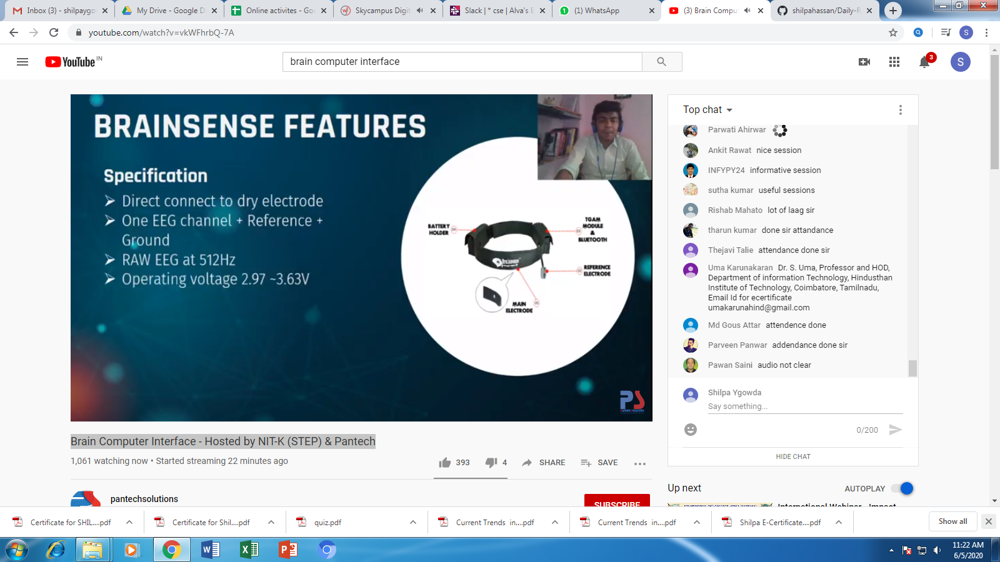 Inbox (3) - shilpaygo
My Drive - Google D
Online activites - Goo
Skycampus Digit
Slack | * cse | Alva's E
(1) WhatsApp
(3) Brain Compu
shilpahassan/Daily-R
youtube.com/watch?v=vkWFhrbQ-7A
S
YouTube IN
brain computer interface
3
S
BRAINSENSE FEATURES
Specification
Direct connect to dry electrode
One EEG channel + Reference +
Ground
RAW EEG at 512Hz
Operating voltage 2.97 ~3.63V
BATTERY
HOLDER
TGAM
MODULE
&
BLUETOOTH
REFERENCE
ELECTRODE
MAIN
ELECTRODE
Brainsense
PS
Brain Computer Interface - Hosted by NIT-K (STEP) & Pantech
1,061 watching now • Started streaming 22 minutes ago
393
4
SHARE
SAVE
pantechsolutions
SUBSCRIBE
Top chat
Parwati Ahirwar
Ankit Rawat nice session
INFYPY24 informative session
sutha kumar useful sessions
Rishab Mahato lot of laag sir
tharun kumar done sir attandance
Thejavi Talie attendance done sir
Uma Karunakaran Dr. S. Uma, Professor and HOD,
Department of information Technology, Hindusthan
Institute of Technology, Coimbatore, Tamilnadu,
Email Id for ecertificate
umakarunahind@gmail.com
Md Gous Attar attendence done
Parveen Panwar addendance done sir
Pawan Saini audio not clear
Shilpa Ygowda
Say something...
0/200
HIDE CHAT
Up next
AUTOPLAY
International Webinar - Impact
Certificate for SHIL....pdf
Certificate for Shil....pdf
quiz.pdf
Current Trends in....pdf
Current Trends in....pdf
Shilpa E-Certificate....pdf
Show all
11:22 AM
6/5/2020